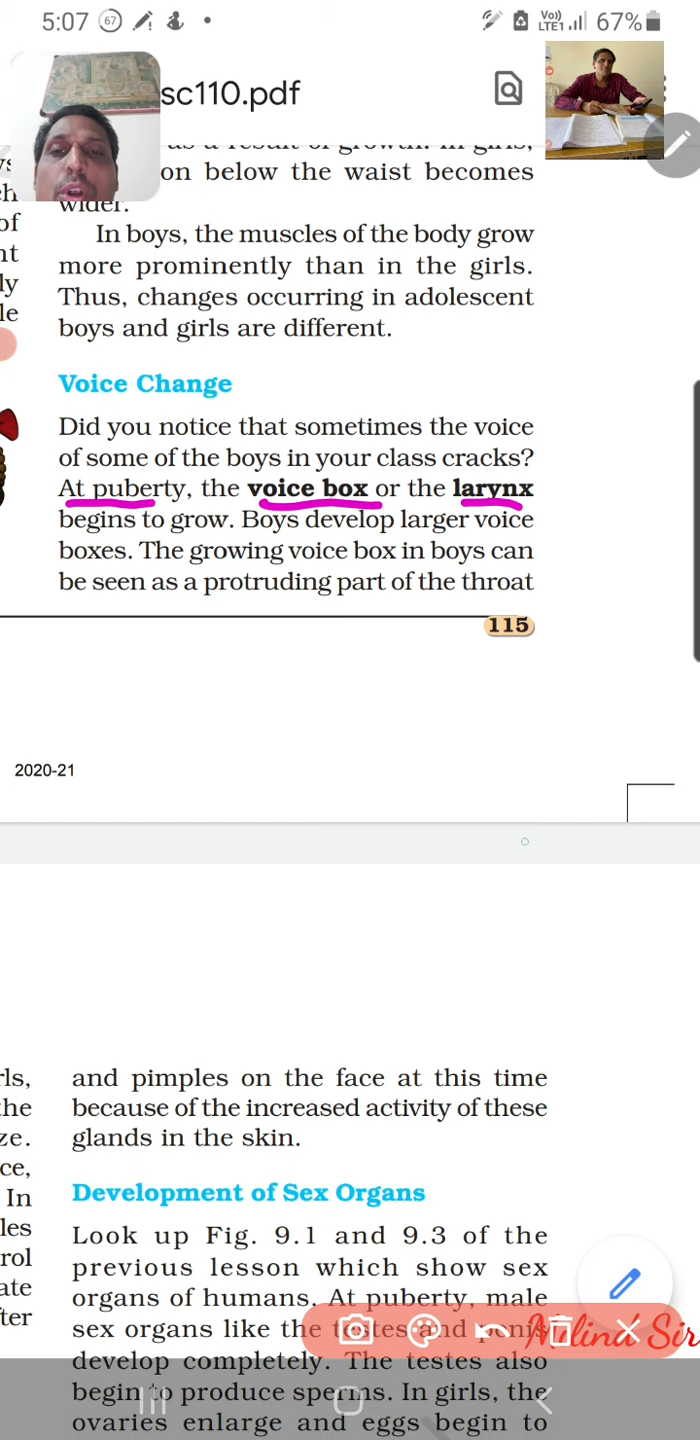 5:07 67
Vo)) LTE1 67%
sc110.pdf
on below the waist becomes
wider.
In boys, the muscles of the body grow
more prominently than in the girls.
Thus, changes occurring in adolescent
boys and girls are different.
Voice Change
Did you notice that sometimes the voice
of some of the boys in your class cracks?
At puberty, the voice box or the larynx
begins to grow. Boys develop larger voice
boxes. The growing voice box in boys can
be seen as a protruding part of the throat
115
2020-21
and pimples on the face at this time
because of the increased activity of these
glands in the skin.
Development of Sex Organs
Look up Fig. 9.1 and 9.3 of the
previous lesson which show sex
organs of humans. At puberty, male
sex organs like the testes and penis
Milind Sir
develop completely. The testes also
begin to produce sperms. In girls, the
ovaries enlarge and eggs begin to